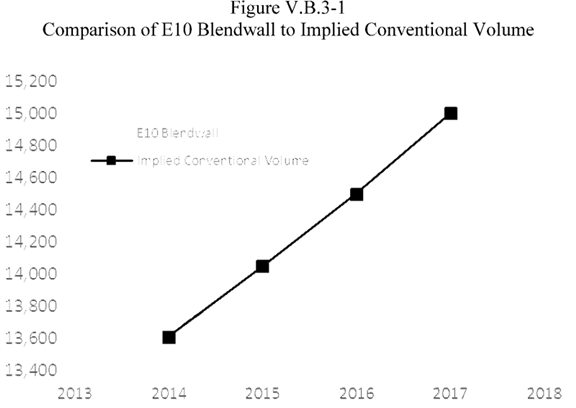 Figure V.B.3-1
Comparison of E10 Blendwall to Implied Conventional Volume
15,200
15,000
14,800
14,600
14,400
14,200
14,000
13,800
13,600
13,400
E10 Blendwall
Implied Conventional Volume
2013 2014 2015 2016 2017 2018